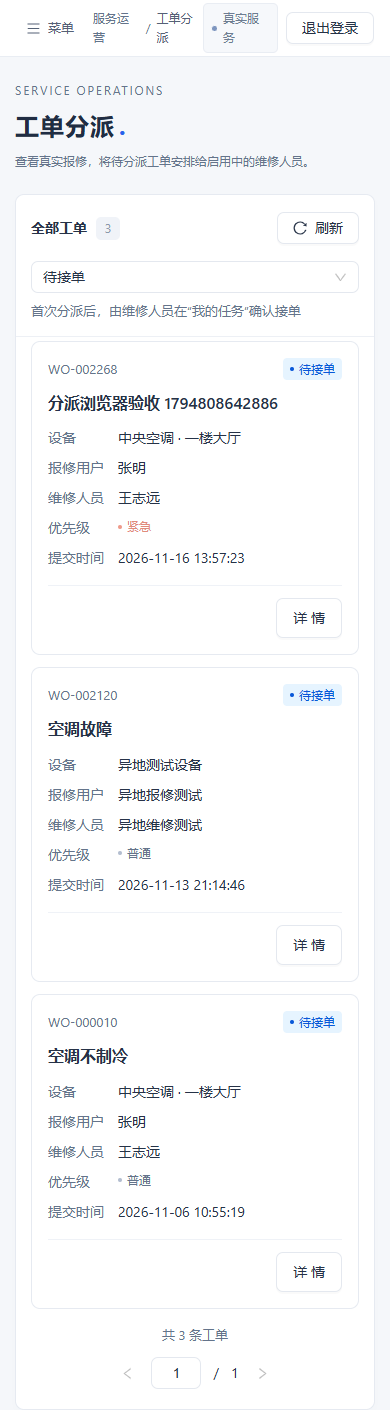 菜单
服务运营
/
工单分派
真实服务
退出登录
SERVICE OPERATIONS
工单分派.
查看真实报修，将待分派工单安排给启用中的维修人员。
全部工单 3
刷新
待接单
首次分派后，由维修人员在“我的任务”确认接单
WO-002268
待接单
分派浏览器验收 1794808642886
设备 中央空调 · 一楼大厅
报修用户 张明
维修人员 王志远
优先级 紧急
提交时间 2026-11-16 13:57:23
详 情
WO-002120
待接单
空调故障
设备 异地测试设备
报修用户 异地报修测试
维修人员 异地维修测试
优先级 普通
提交时间 2026-11-13 21:14:46
详 情
WO-000010
待接单
空调不制冷
设备 中央空调 · 一楼大厅
报修用户 张明
维修人员 王志远
优先级 普通
提交时间 2026-11-06 10:55:19
详 情
共 3 条工单
1 / 1